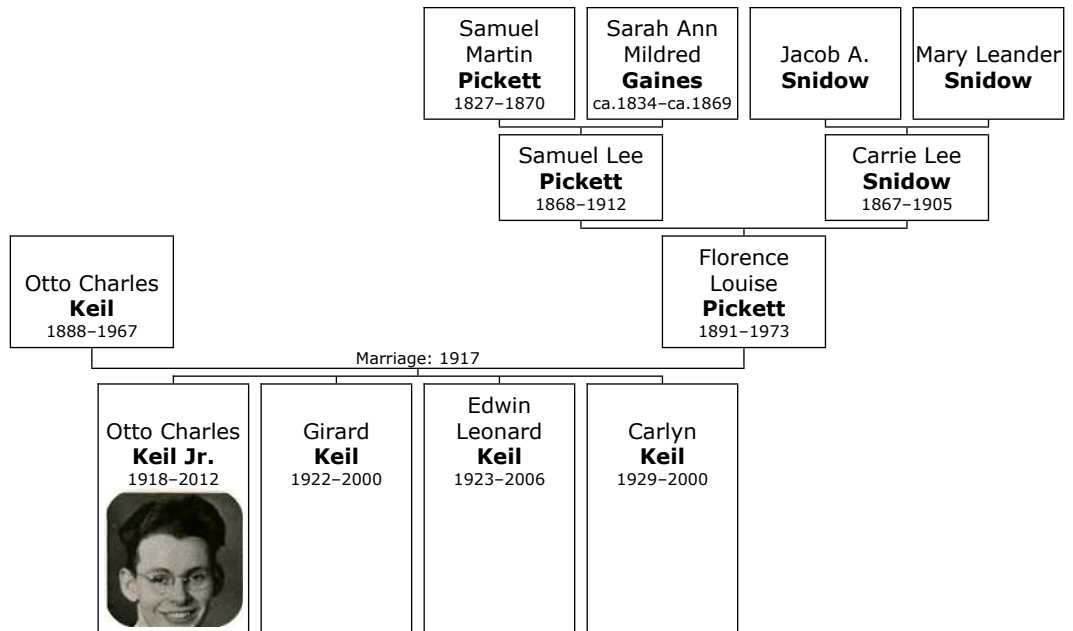 Samuel
Martin
Pickett
1827–1870
Sarah Ann
Mildred
Gaines
ca.1834–ca.1869
Jacob A.
Snidow
Mary Leander
Snidow
Samuel Lee
Pickett
1868–1912
Carrie Lee
Snidow
1867–1905
Otto Charles
Keil
1888–1967
Florence
Louise
Pickett
1891–1973
Marriage: 1917
Otto Charles
Keil Jr.
1918–2012
Girard
Keil
1922–2000
Edwin
Leonard
Keil
1923–2006
Carlyn
Keil
1929–2000